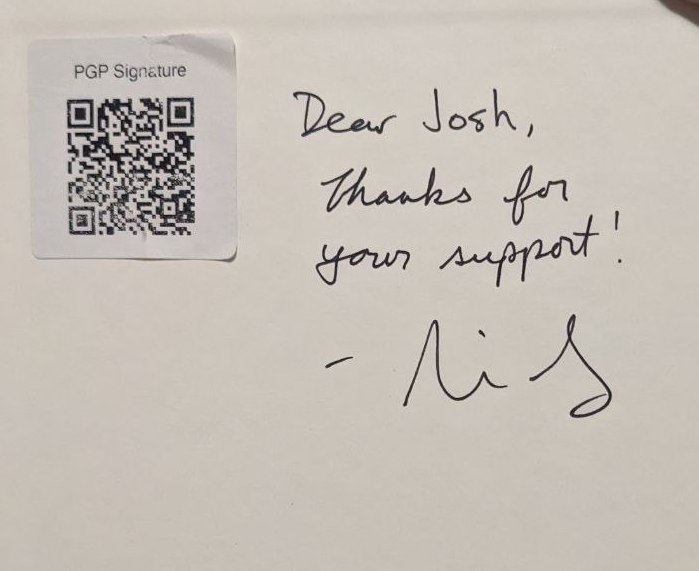 PGP Signature
Dear Josh,
Thanks for
your support!
-